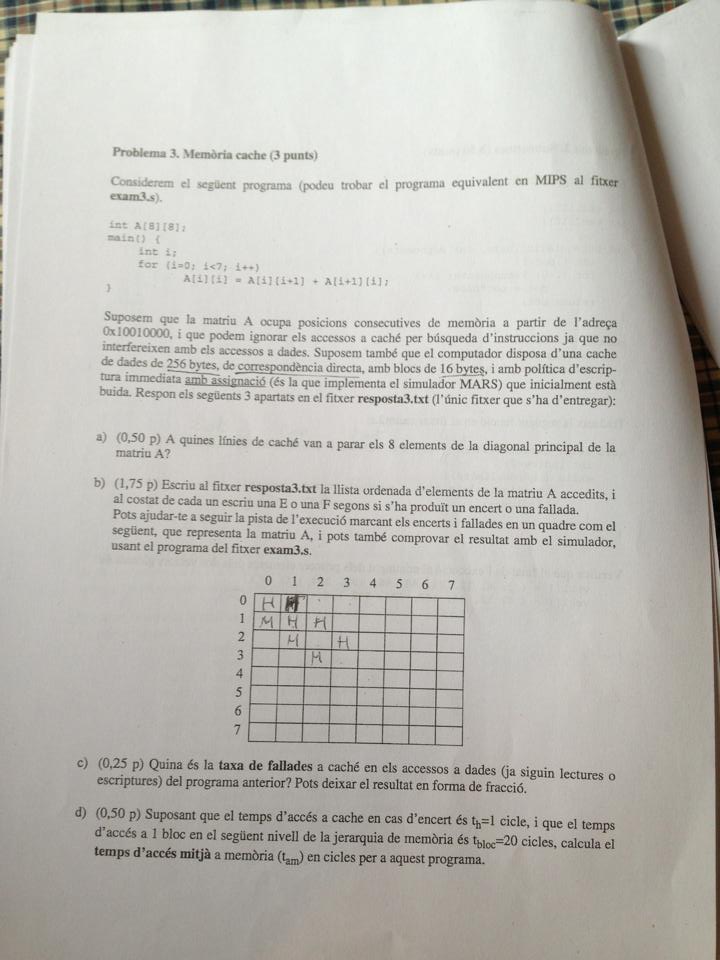 Problema 3. Memòria cache (3 punts)
Considerem el següent programa (podeu trobar el programa equivalent en MIPS al fitxer
exam3.s).
int A[8][8];
main() {
int i;
for (i=0; i<7; i++)
A[i][i] = A[i][i+1] + A[i+1][i];
}
Suposem que la matriu A ocupa posicions consecutives de memòria a partir de l'adreça
0x10010000, i que podem ignorar els accessos a caché per búsqueda d'instruccions ja que no
interfereixen amb els accessos a dades. Suposem també que el computador disposa d'una cache
de dades de 256 bytes, de correspondència directa, amb blocs de 16 bytes, i amb política d'escrip-
tura immediata amb assignació (és la que implementa el simulador MARS) que inicialment està
buida. Respon els següents 3 apartats en el fitxer resposta3.txt (l'únic fitxer que s'ha d'entregar):
a) (0,50 p) A quines línies de caché van a parar els 8 elements de la diagonal principal de la
matriu A?
b) (1,75 p) Escriu al fitxer resposta3.txt la llista ordenada d'elements de la matriu A accedits, i
al costat de cada un escriu una E o una F segons si s'ha produït un encert o una fallada.
Pots ajudar-te a seguir la pista de l'execució marcant els encerts i fallades en un quadre com el
següent, que representa la matriu A, i pots també comprovar el resultat amb el simulador,
usant el programa del fitxer exam3.s.
0 1 2 3 4 5 6 7
0 H
1 M H H
2 M H
3 M
4
5
6
7
c) (0,25 p) Quina és la taxa de fallades a caché en els accessos a dades (ja siguin lectures o
escriptures) del programa anterior? Pots deixar el resultat en forma de fracció.
d) (0,50 p) Suposant que el temps d'accés a cache en cas d'encert és th=1 cicle, i que el temps
d'accés a 1 bloc en el següent nivell de la jerarquia de memòria és tbloc=20 cicles, calcula el
temps d'accés mitjà a memòria (tam) en cicles per a aquest programa.